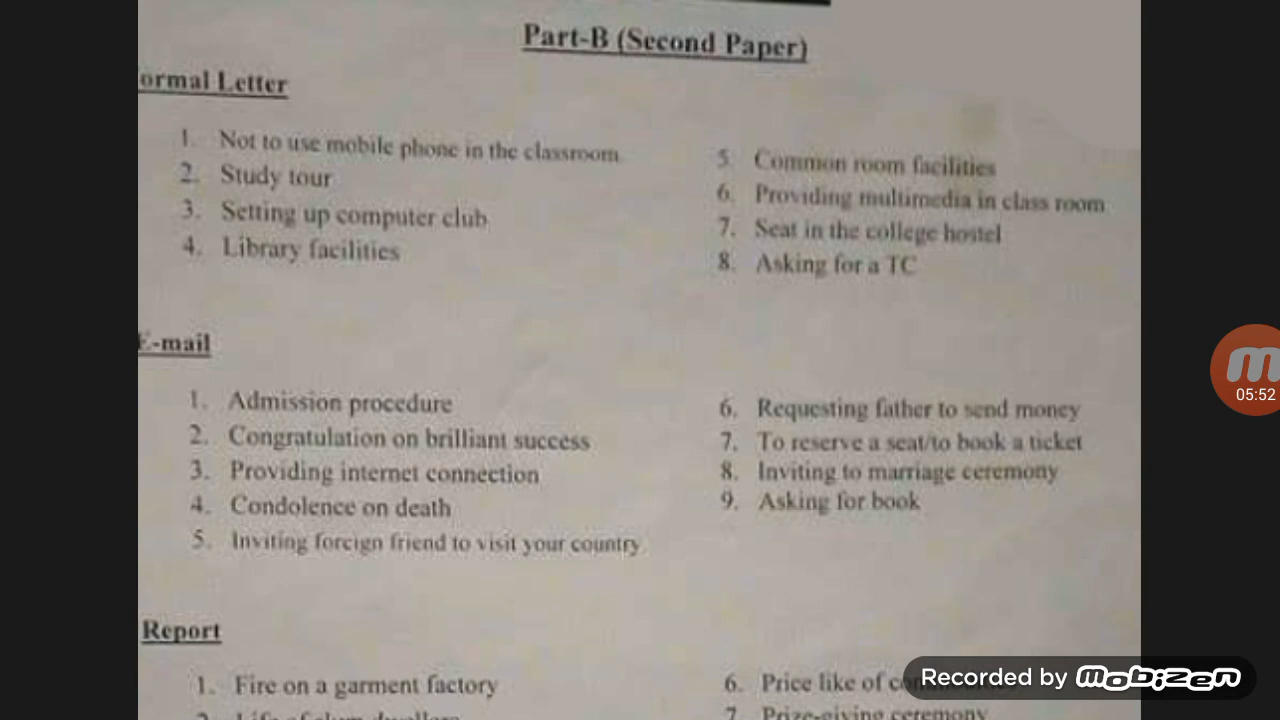 Part-B (Second Paper)
ormal Letter
1. Not to use mobile phone in the classroom
2. Study tour
3. Setting up computer club
4. Library facilities
5. Common room facilities
6. Providing multimedia in class room
7. Seat in the college hostel
8. Asking for a TC
E-mail
1. Admission procedure
2. Congratulation on brilliant success
3. Providing internet connection
4. Condolence on death
5. Inviting foreign friend to visit your country
6. Requesting father to send money
7. To reserve a seat/to book a ticket
8. Inviting to marriage ceremony
9. Asking for book
Report
1. Fire on a garment factory
2. Life of slum dwellers
6. Price like of
7. Prize-giving ceremony
05:52
Recorded by mobizen